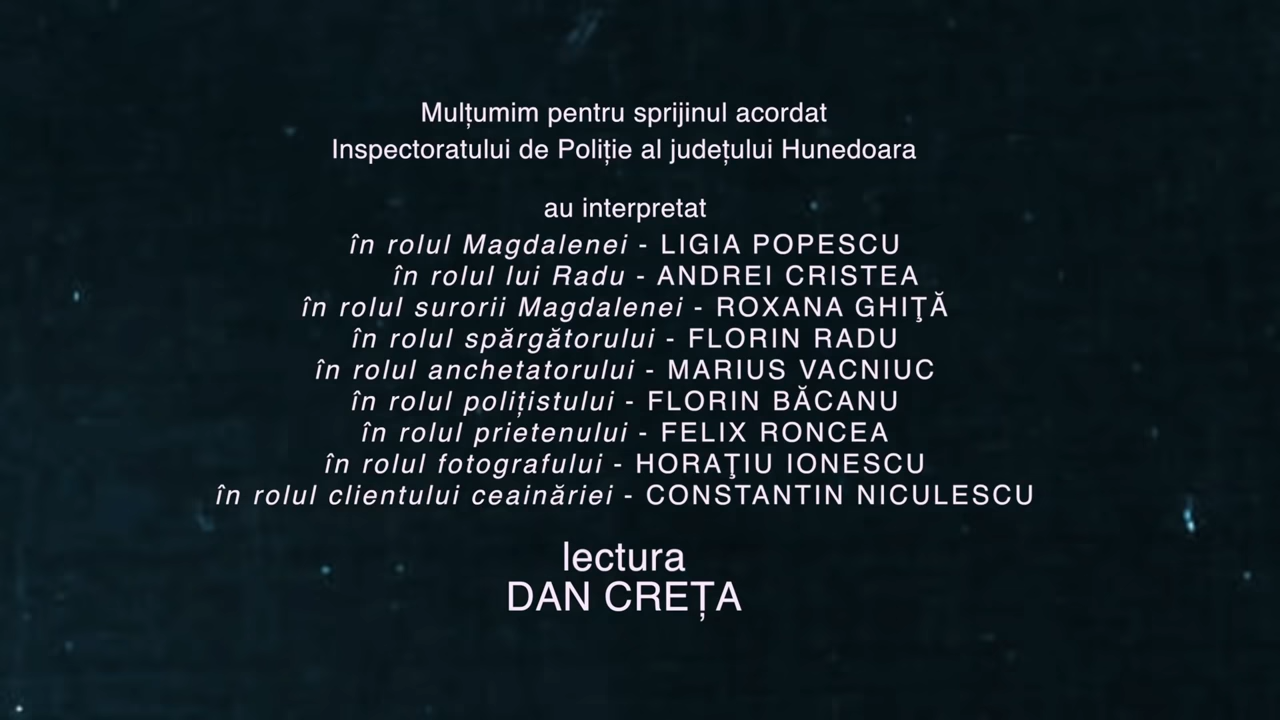 Mulțumim pentru sprijinul acordat
Inspectoratului de Poliție al județului Hunedoara
au interpretat
în rolul Magdalenei - LIGIA POPESCU
în rolul lui Radu - ANDREI CRISTEA
în rolul surorii Magdalenei - ROXANA GHIŢĂ
în rolul spărgătorului - FLORIN RADU
în rolul anchetatorului - MARIUS VACNIUC
în rolul polițistului - FLORIN BĂCANU
în rolul prietenului - FELIX RONCEA
în rolul fotografului - HORAŢIU IONESCU
în rolul clientului ceainăriei - CONSTANTIN NICULESCU
lectura
DAN CREȚA